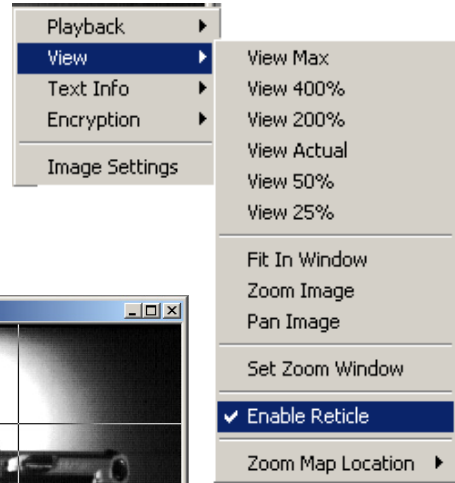 Playback
View
Text Info
Encryption
Image Settings
View Max
View 400%
View 200%
View Actual
View 50%
View 25%
Fit In Window
Zoom Image
Pan Image
Set Zoom Window
Enable Reticle
Zoom Map Location